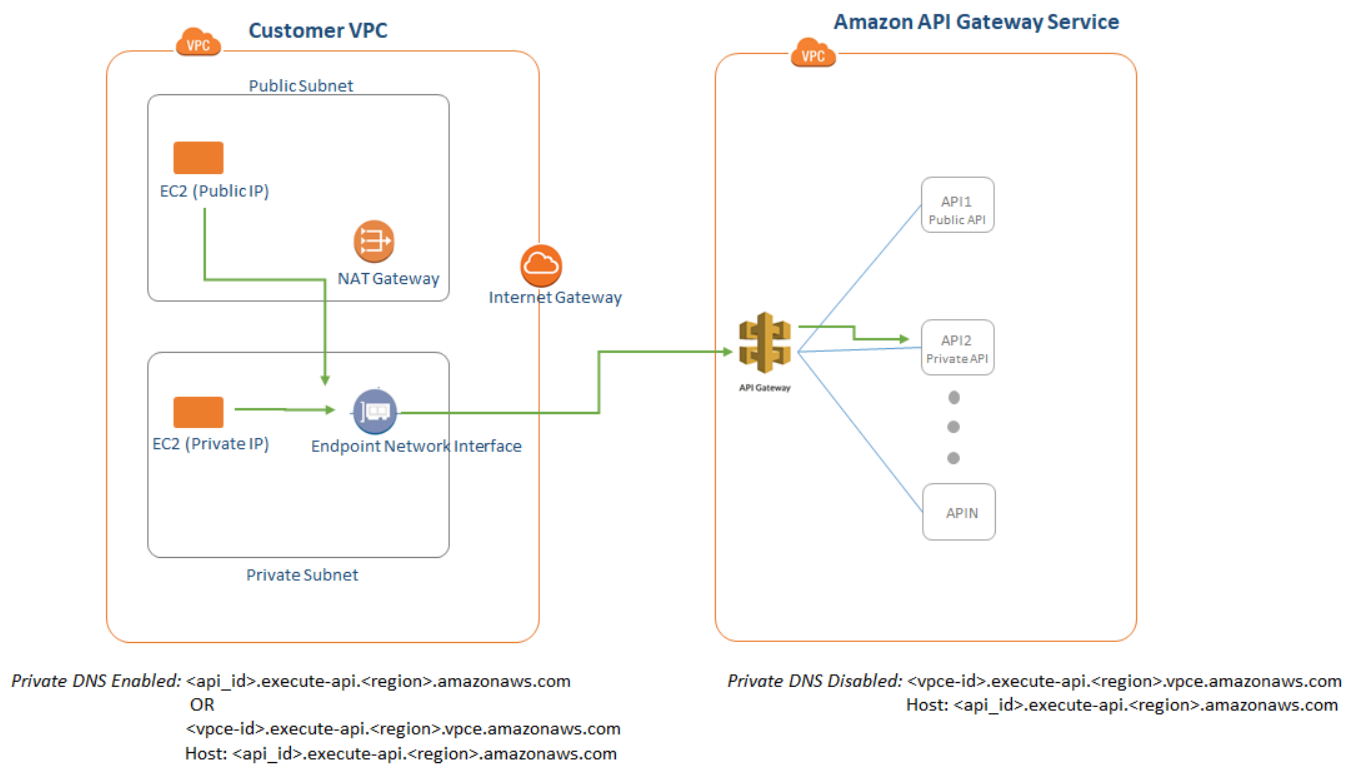 Customer VPC
VPC
Public Subnet
EC2 (Public IP)
NAT Gateway
Internet Gateway
EC2 (Private IP)
Endpoint Network Interface
Private Subnet
Amazon API Gateway Service
VPC
API1
Public API
API Gateway
API2
Private API
APIN
Private DNS Enabled: <api_id>.execute-api.<region>.amazonaws.com
OR
<vpce-id>.execute-api.<region>.vpce.amazonaws.com
Host: <api_id>.execute-api.<region>.amazonaws.com
Private DNS Disabled: <vpce-id>.execute-api.<region>.vpce.amazonaws.com
Host: <api_id>.execute-api.<region>.amazonaws.com